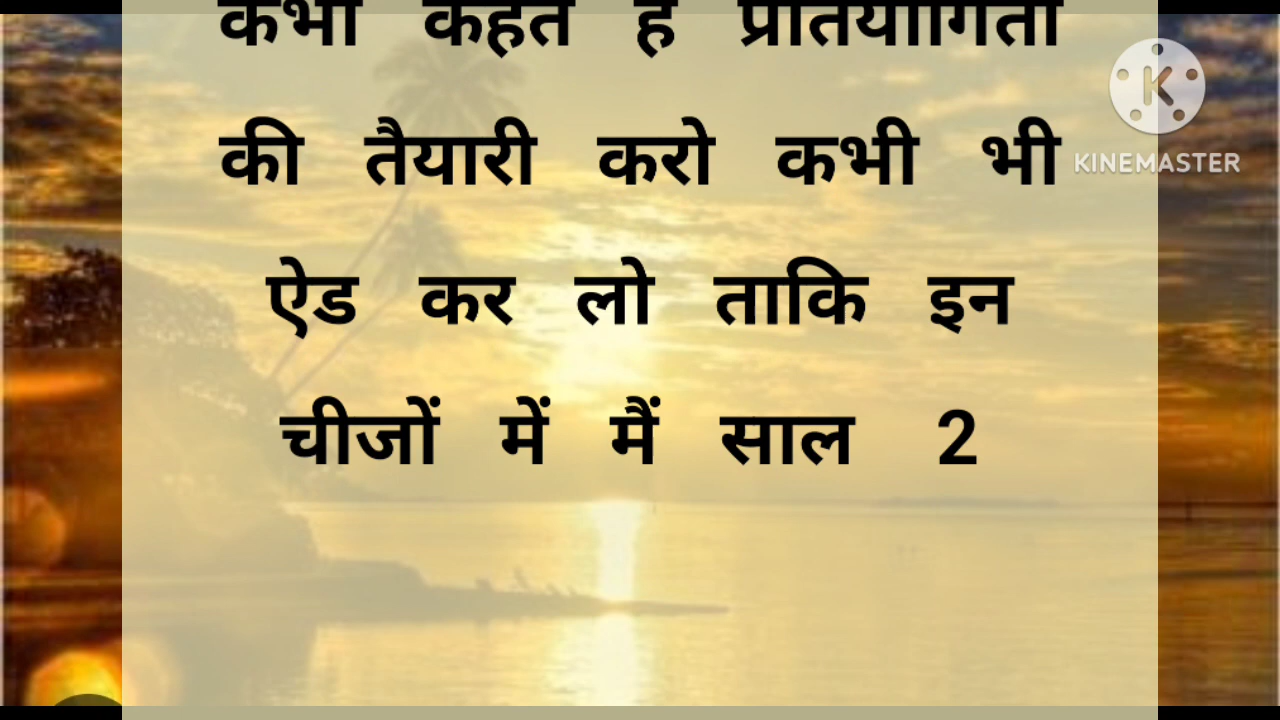 कभी कहते है प्रतियोगिता
की तैयारी करो कभी भी
ऐड कर लो ताकि इन
चीजों में मैं साल 2
KINEMASTER